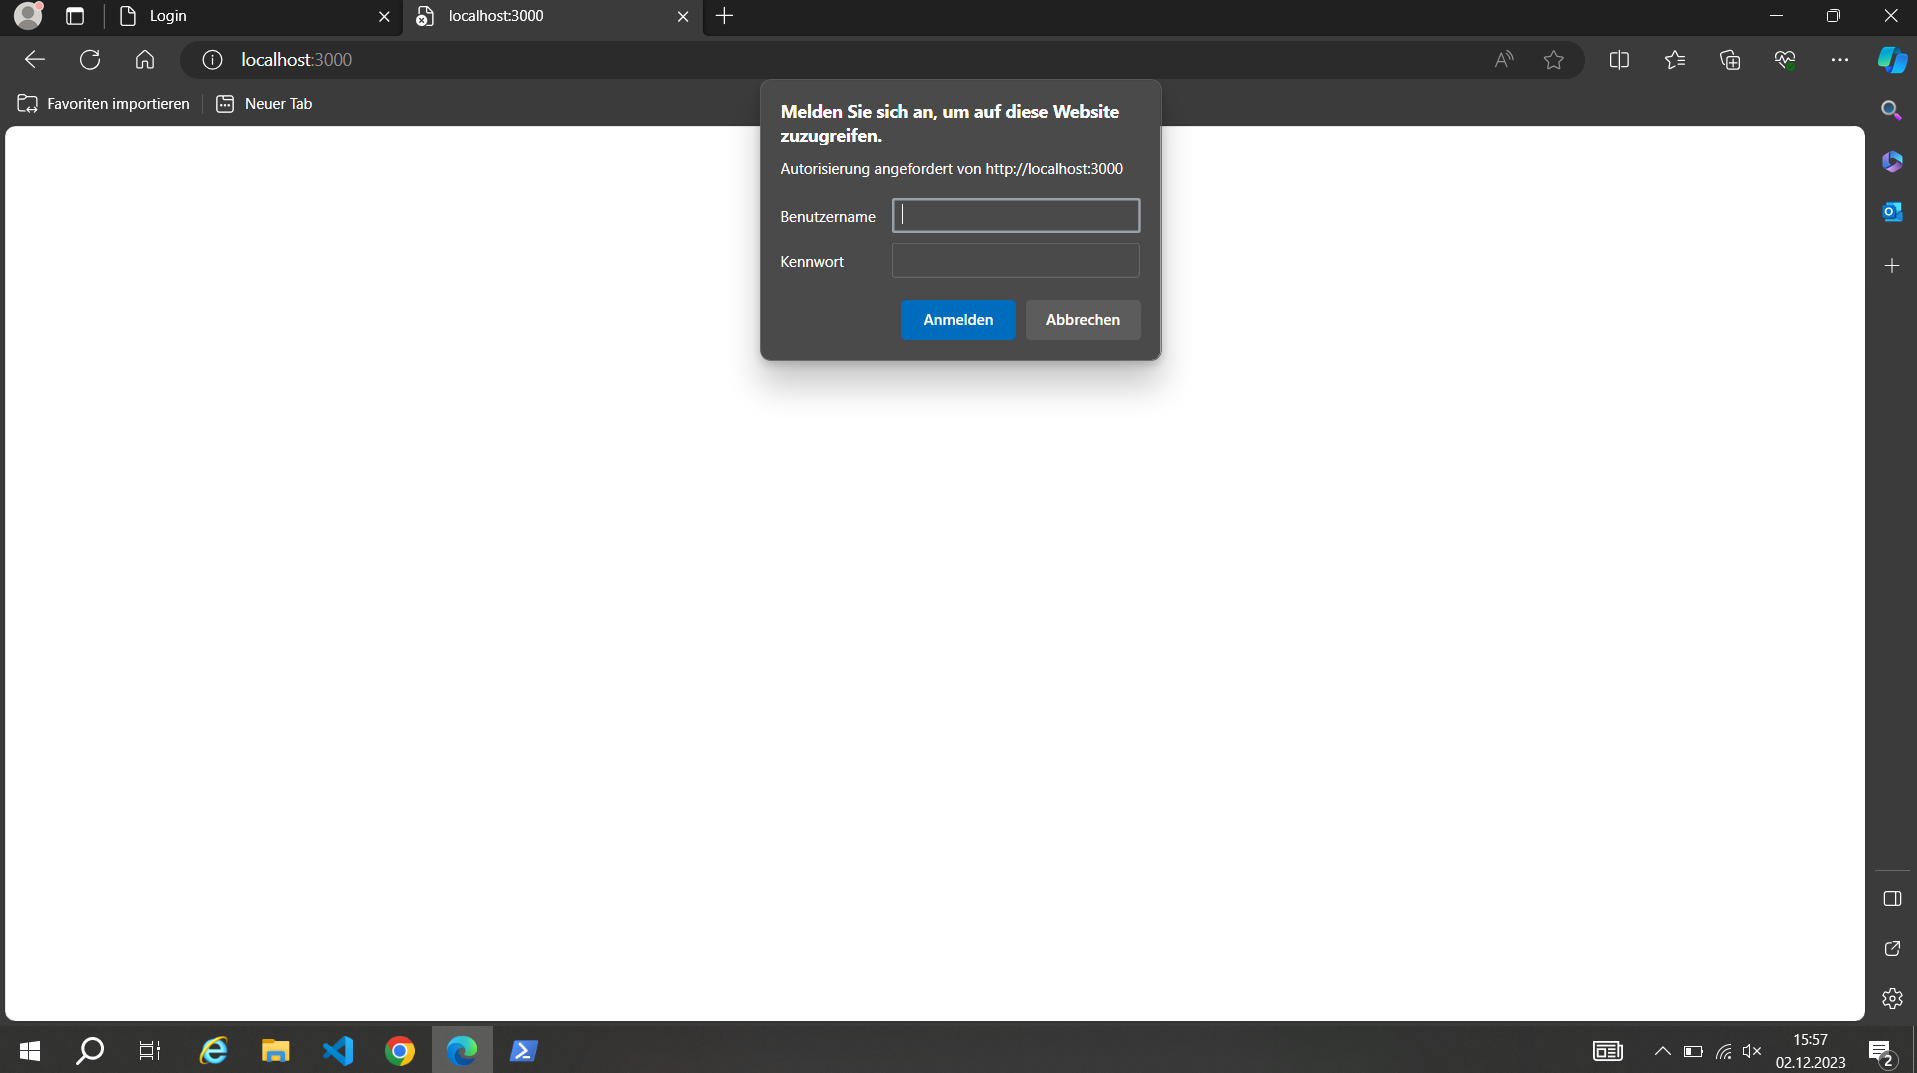 Login
localhost:3000
localhost:3000
Favoriten importieren
Neuer Tab
Melden Sie sich an, um auf diese Website
zuzugreifen.
Autorisierung angefordert von http://localhost:3000
Benutzername
Kennwort
Anmelden
Abbrechen
15:57
02.12.2023
2